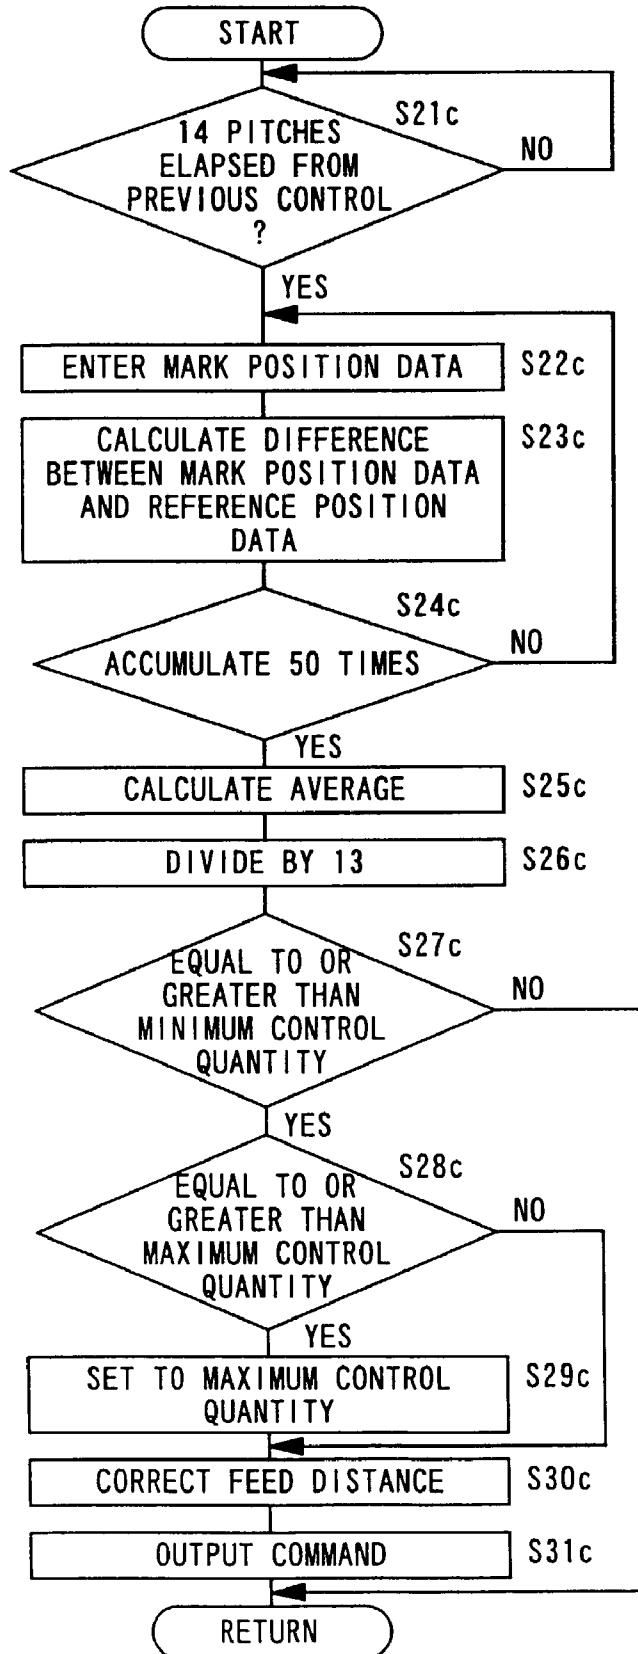 START
S21c
14 PITCHES
ELAPSED FROM
PREVIOUS CONTROL
?
NO
YES
ENTER MARK POSITION DATA
S22c
CALCULATE DIFFERENCE
BETWEEN MARK POSITION DATA
AND REFERENCE POSITION
DATA
S23c
S24c
ACCUMULATE 50 TIMES
NO
YES
CALCULATE AVERAGE
S25c
DIVIDE BY 13
S26c
S27c
EQUAL TO OR
GREATER THAN
MINIMUM CONTROL
QUANTITY
NO
YES
S28c
EQUAL TO OR
GREATER THAN
MAXIMUM CONTROL
QUANTITY
NO
YES
SET TO MAXIMUM CONTROL
QUANTITY
S29c
CORRECT FEED DISTANCE
S30c
OUTPUT COMMAND
S31c
RETURN